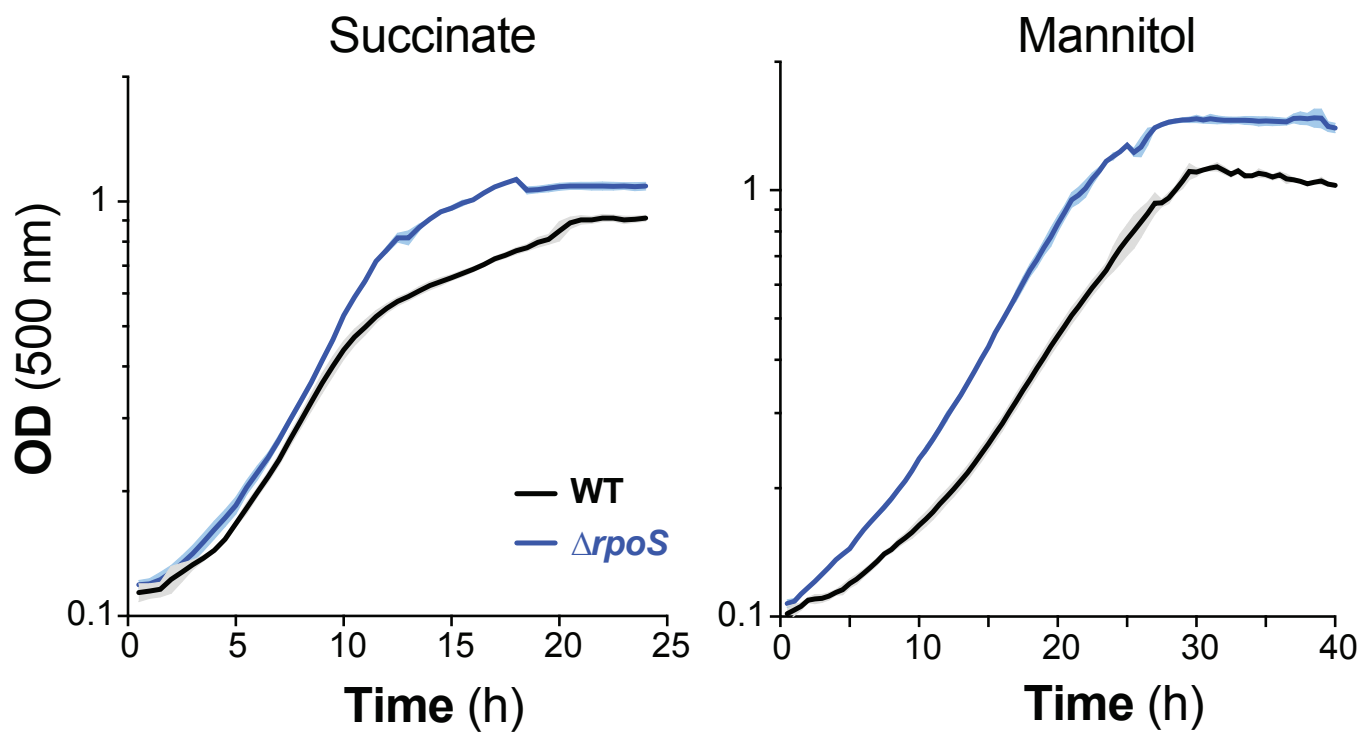 Succinate
Mannitol
OD (500 nm)
1
0.1
0 5 10 15 20 25
Time (h)
WT
ΔrpoS
1
0.1
0 10 20 30 40
Time (h)